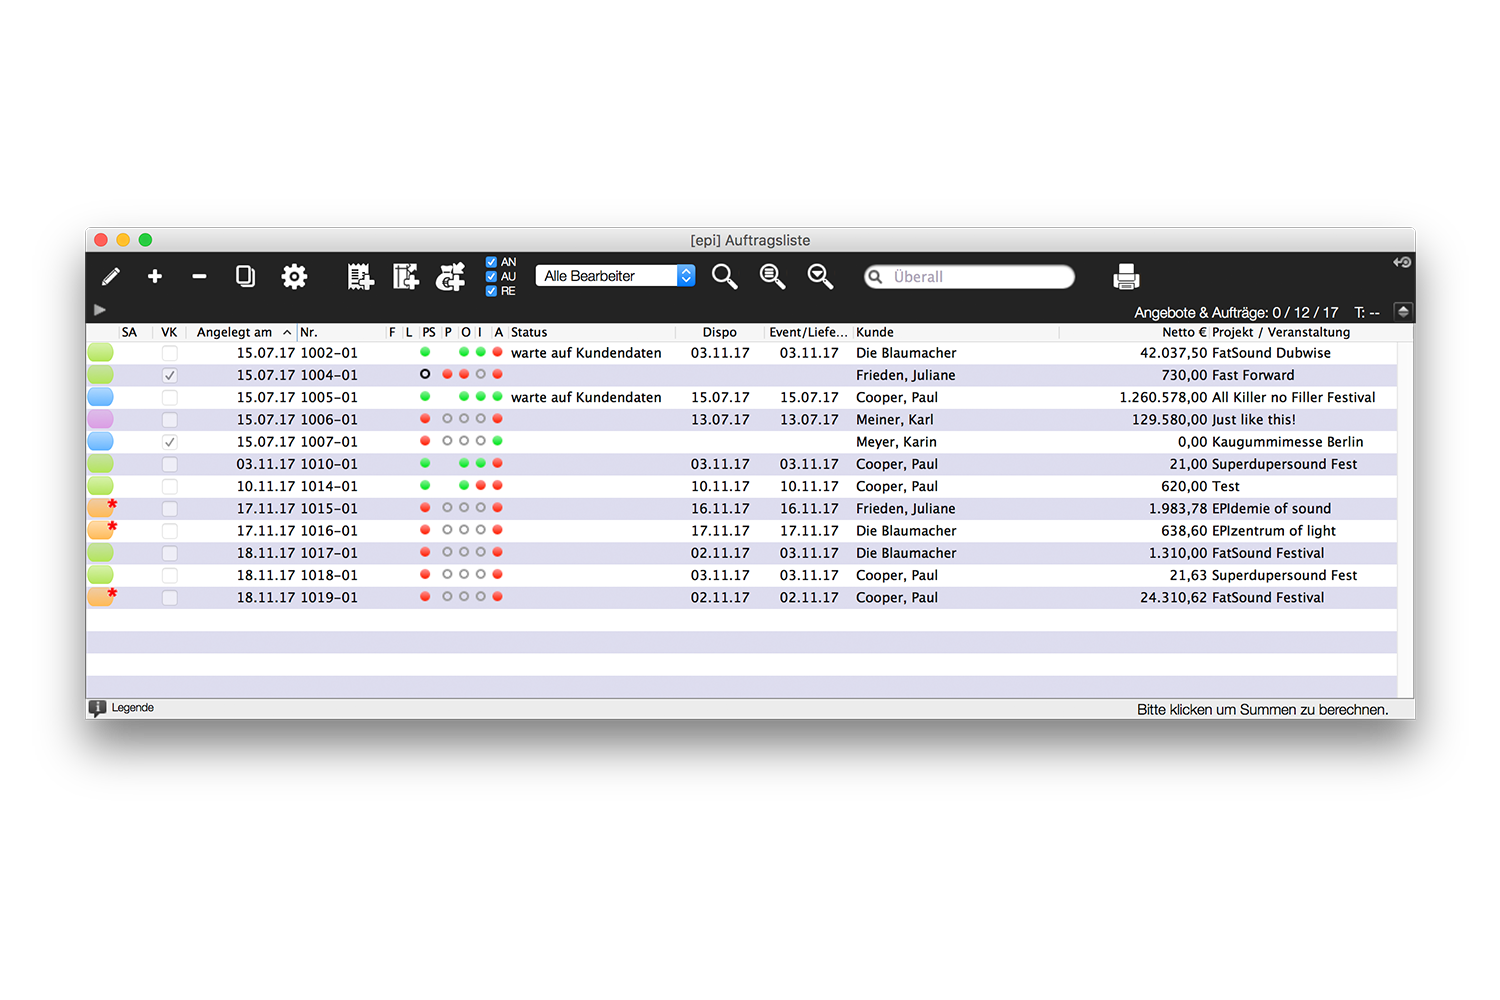 [epi] Auftragsliste
AN
AU
RE
Alle Bearbeiter
Überall
Angebote & Aufträge: 0 / 12 / 17 T: --
SA VK Angelegt am Nr. F L PS P O I A Status Dispo Event/Liefe... Kunde Netto € Projekt / Veranstaltung
15.07.17 1002-01 warte auf Kundendaten 03.11.17 03.11.17 Die Blaumacher 42.037,50 FatSound Dubwise
15.07.17 1004-01 Frieden, Juliane 730,00 Fast Forward
15.07.17 1005-01 warte auf Kundendaten 15.07.17 15.07.17 Cooper, Paul 1.260.578,00 All Killer no Filler Festival
15.07.17 1006-01 13.07.17 13.07.17 Meiner, Karl 129.580,00 Just like this!
15.07.17 1007-01 Meyer, Karin 0,00 Kaugummimesse Berlin
03.11.17 1010-01 03.11.17 03.11.17 Cooper, Paul 21,00 Superdupersound Fest
10.11.17 1014-01 10.11.17 10.11.17 Cooper, Paul 620,00 Test
* 17.11.17 1015-01 16.11.17 16.11.17 Frieden, Juliane 1.983,78 EPIdemie of sound
* 17.11.17 1016-01 17.11.17 17.11.17 Die Blaumacher 638,60 EPIzentrum of light
18.11.17 1017-01 02.11.17 03.11.17 Die Blaumacher 1.310,00 FatSound Festival
18.11.17 1018-01 03.11.17 03.11.17 Cooper, Paul 21,63 Superdupersound Fest
* 18.11.17 1019-01 02.11.17 02.11.17 Cooper, Paul 24.310,62 FatSound Festival
Legende
Bitte klicken um Summen zu berechnen.